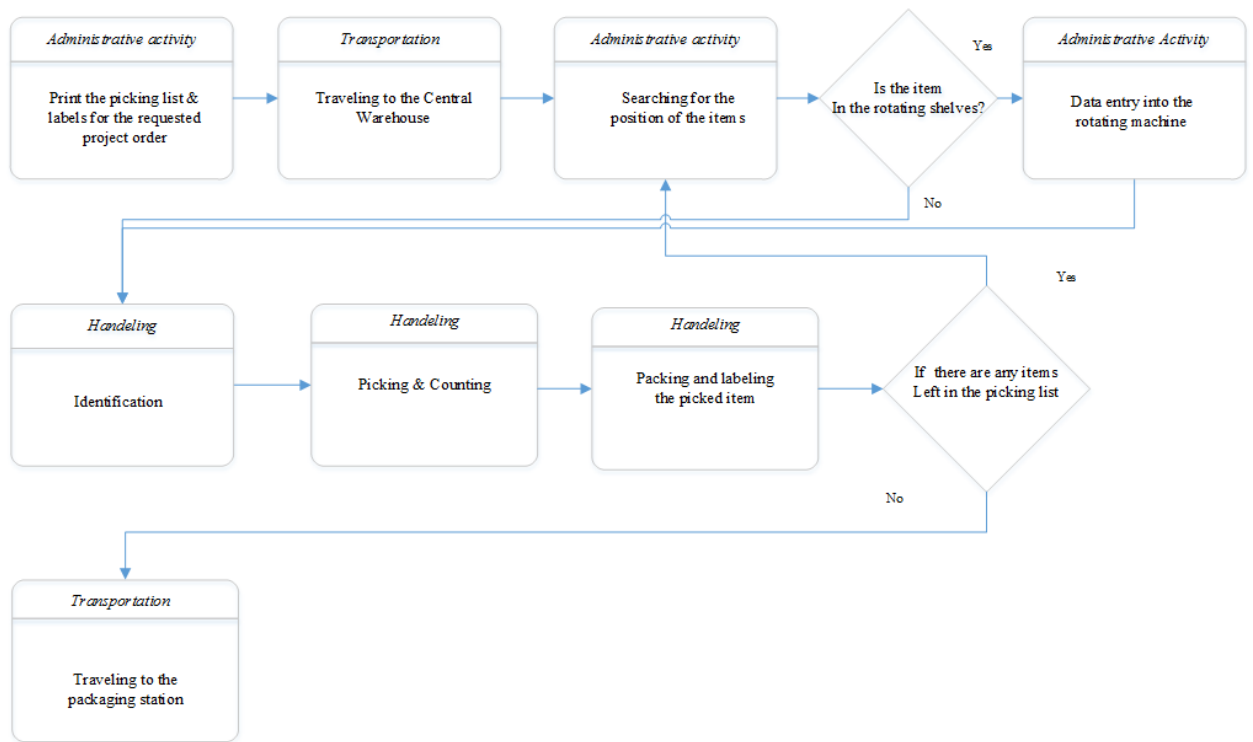 Administrative activity
Print the picking list &
labels for the requested
project order
Transportation
Traveling to the Central
Warehouse
Administrative activity
Searching for the
position of the items
Is the item
In the rotating shelves?
Yes
No
Administrative Activity
Data entry into the
rotating machine
Handeling
Identification
Handeling
Picking & Counting
Handeling
Packing and labeling
the picked item
If there are any items
Left in the picking list
Yes
No
Transportation
Traveling to the
packaging station